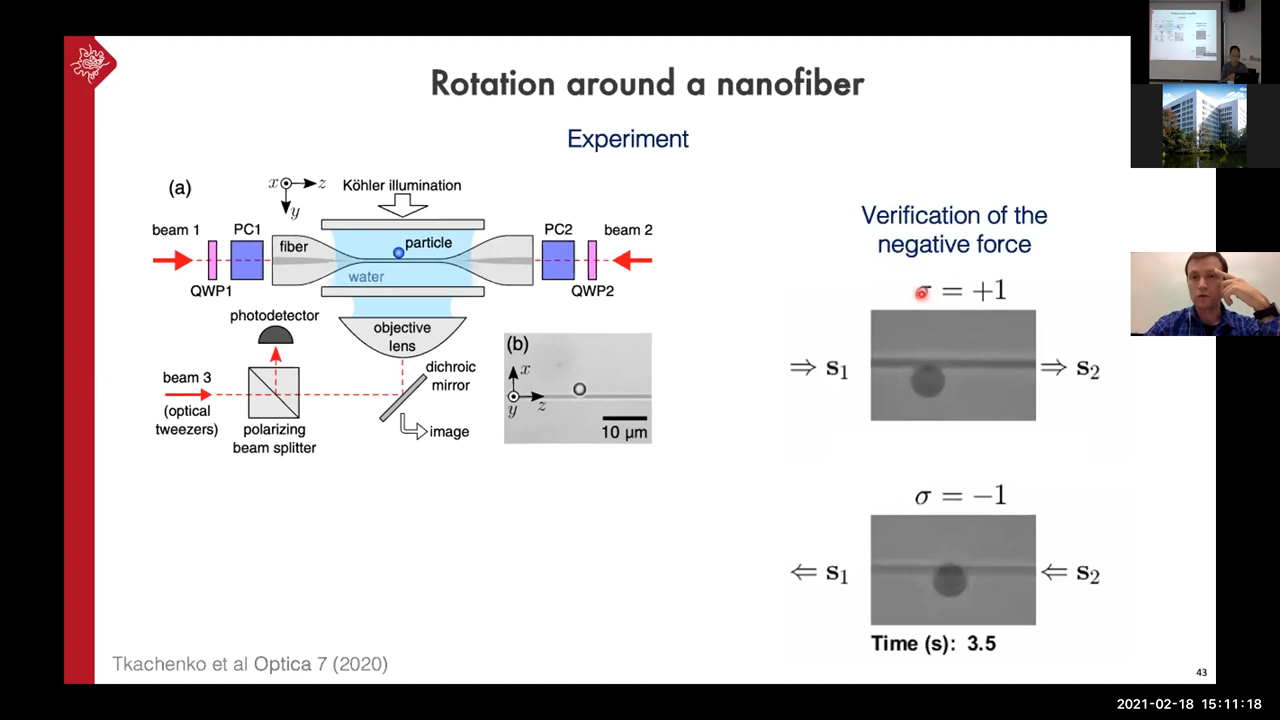 Rotation around a nanofiber
Experiment
(a)
x
z
y
Köhler illumination
beam 1
PC1
fiber
particle
water
PC2
beam 2
QWP1
QWP2
photodetector
objective
lens
beam 3
(optical
tweezers)
polarizing
beam splitter
dichroic
mirror
image
(b)
x
y
z
10 µm
Verification of the
negative force
σ = +1
⇒ s₁
⇒ s₂
σ = −1
⇐ s₁
⇐ s₂
Time (s): 3.5
Tkachenko et al Optica 7 (2020)
43
2021-02-18 15:11:18